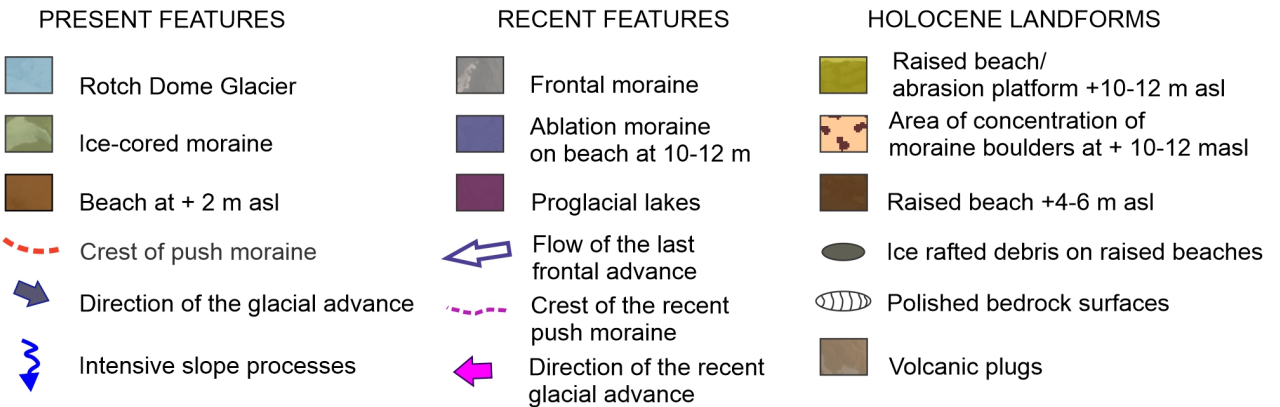 PRESENT FEATURES
Rotch Dome Glacier
Ice-cored moraine
Beach at + 2 m asl
Crest of push moraine
Direction of the glacial advance
Intensive slope processes
RECENT FEATURES
Frontal moraine
Ablation moraine
on beach at 10-12 m
Proglacial lakes
Flow of the last
frontal advance
Crest of the recent
push moraine
Direction of the recent
glacial advance
HOLOCENE LANDFORMS
Raised beach/
abrasion platform +10-12 m asl
Area of concentration of
moraine boulders at + 10-12 masl
Raised beach +4-6 m asl
Ice rafted debris on raised beaches
Polished bedrock surfaces
Volcanic plugs